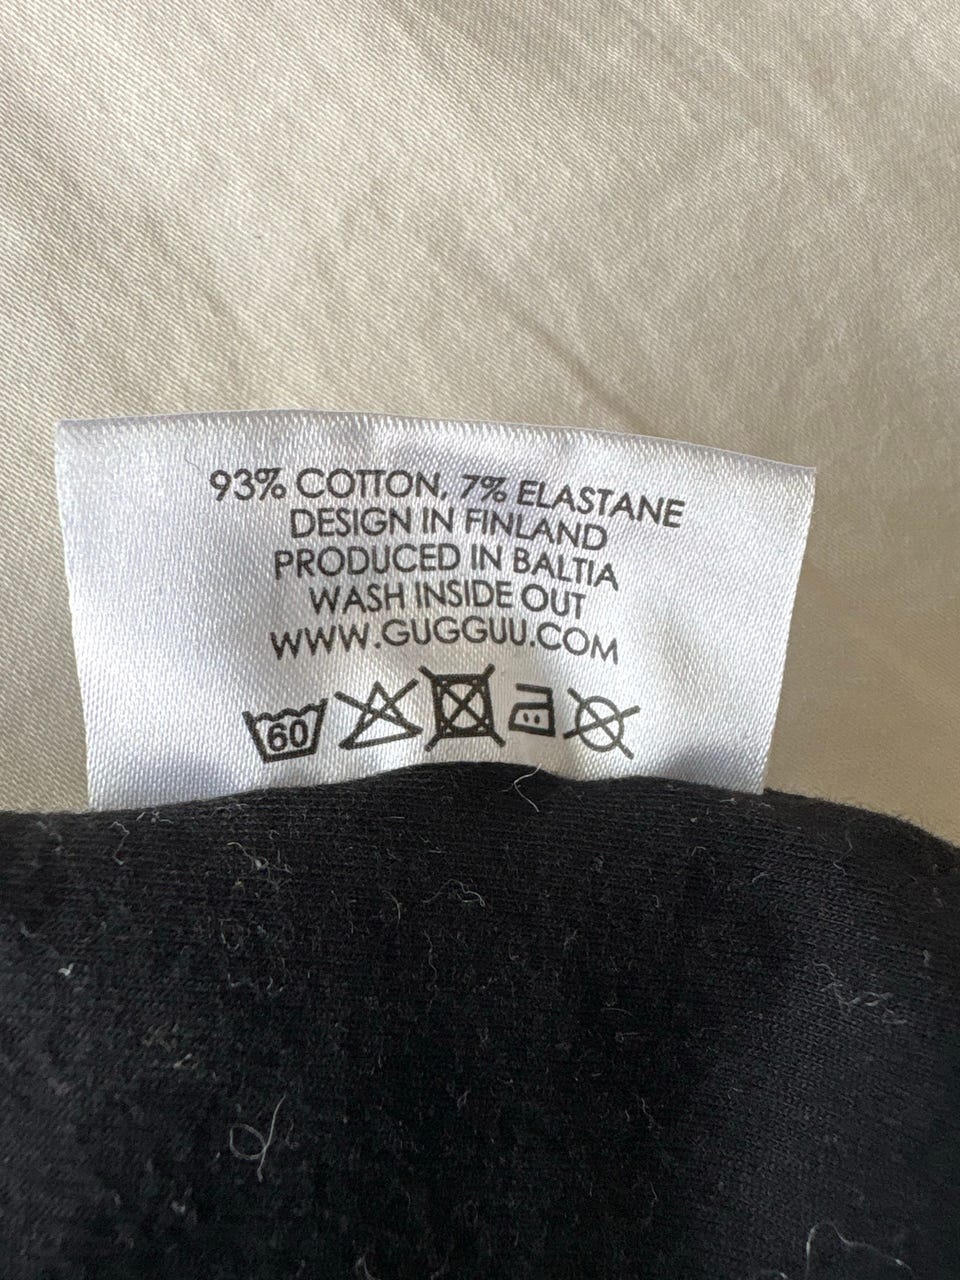 93% COTTON, 7% ELASTANE
DESIGN IN FINLAND
PRODUCED IN BALTIA
WASH INSIDE OUT
WWW.GUGGUU.COM
60